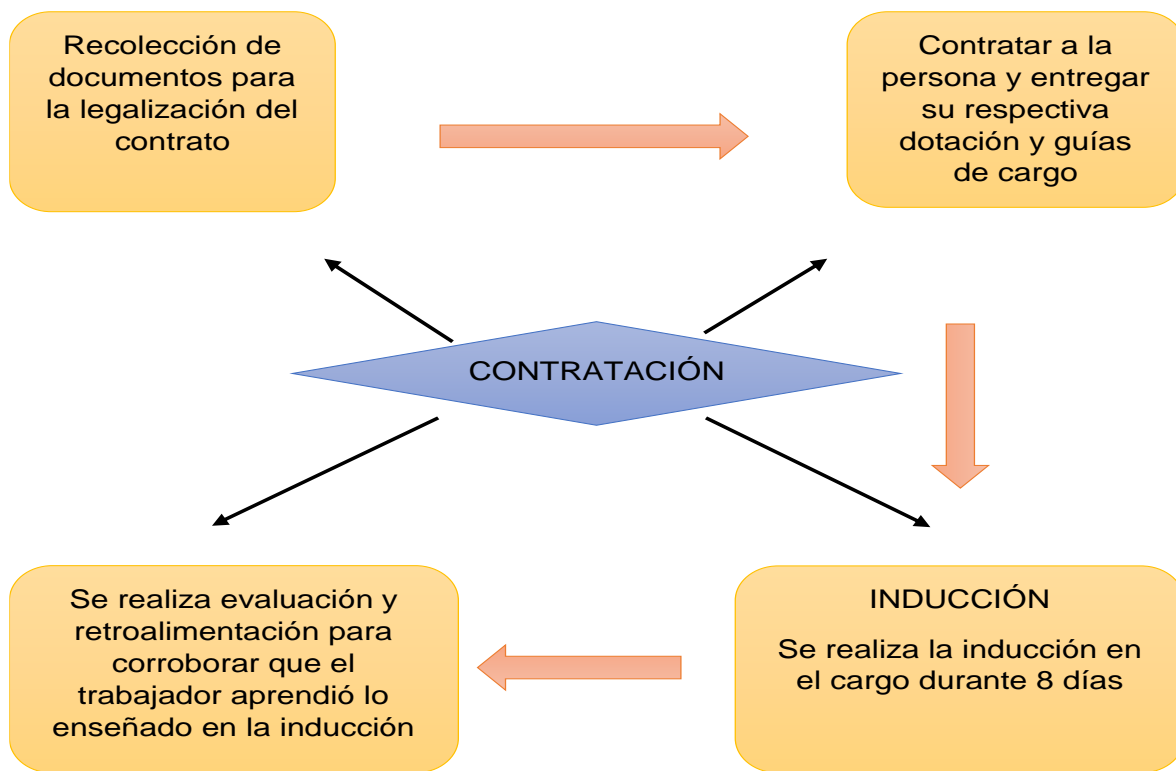 Recolección de
documentos para
la legalización del
contrato
Contratar a la
persona y entregar
su respectiva
dotación y guías
de cargo
CONTRATACIÓN
Se realiza evaluación y
retroalimentación para
corroborar que el
trabajador aprendió lo
enseñado en la inducción
INDUCCIÓN
Se realiza la inducción en
el cargo durante 8 días